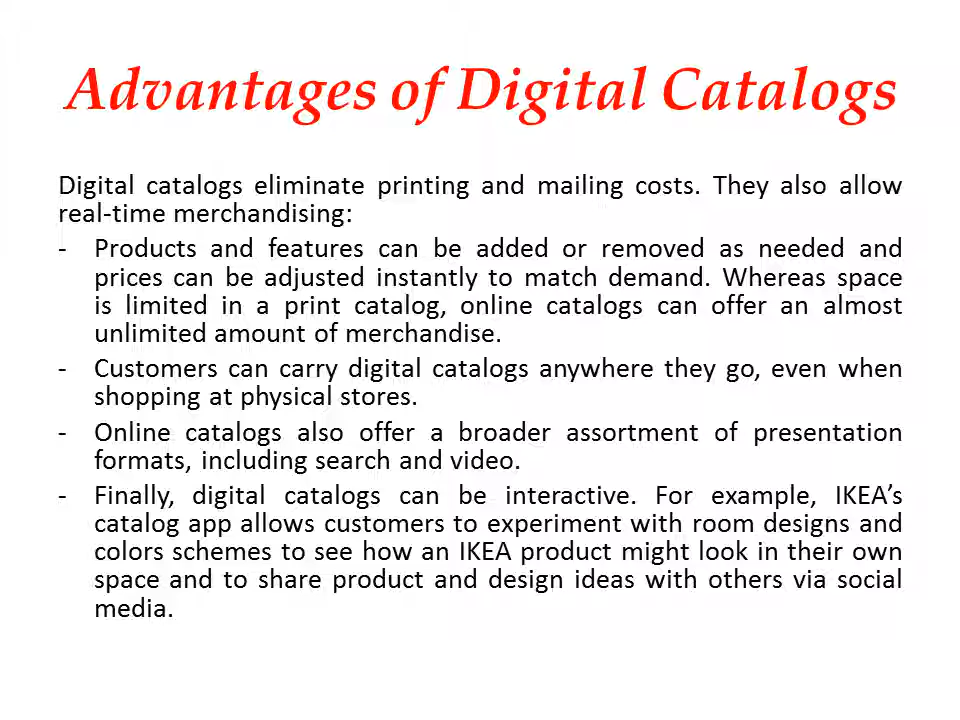 Advantages of Digital Catalogs
Digital catalogs eliminate printing and mailing costs. They also allow
real-time merchandising:
- Products and features can be added or removed as needed and
prices can be adjusted instantly to match demand. Whereas space
is limited in a print catalog, online catalogs can offer an almost
unlimited amount of merchandise.
- Customers can carry digital catalogs anywhere they go, even when
shopping at physical stores.
- Online catalogs also offer a broader assortment of presentation
formats, including search and video.
- Finally, digital catalogs can be interactive. For example, IKEA’s
catalog app allows customers to experiment with room designs and
colors schemes to see how an IKEA product might look in their own
space and to share product and design ideas with others via social
media.